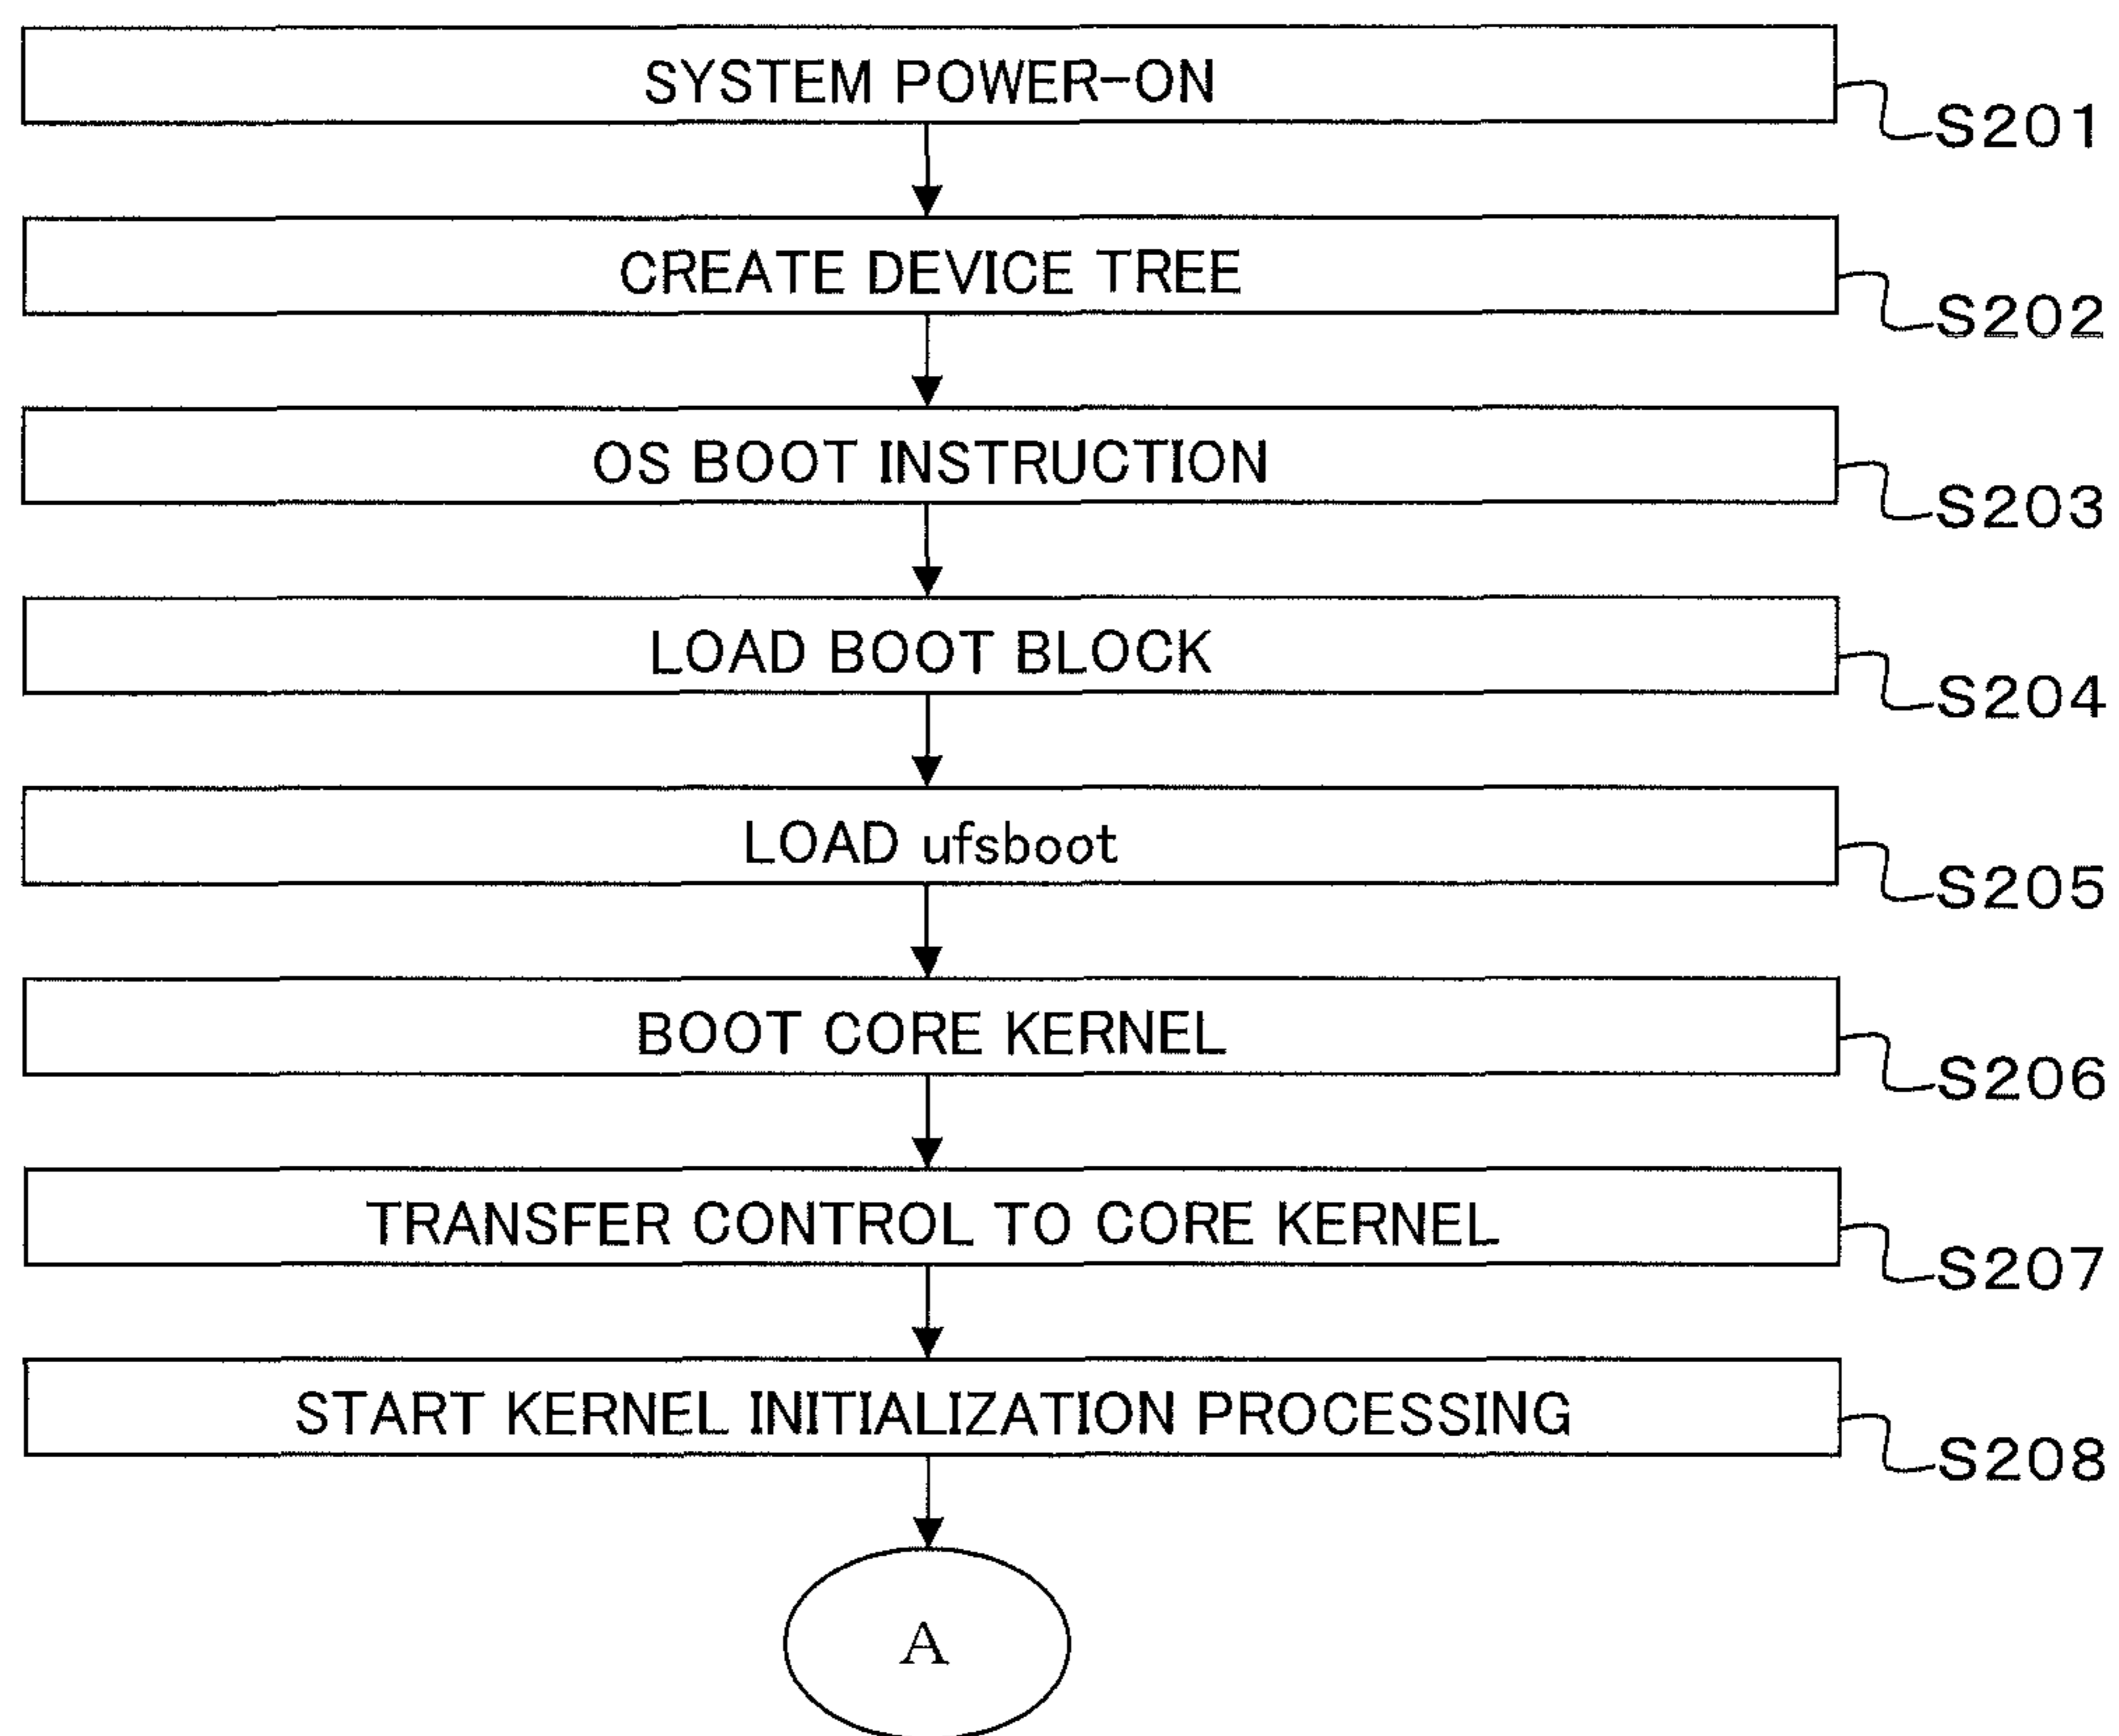 SYSTEM POWER-ON
S201
CREATE DEVICE TREE
S202
OS BOOT INSTRUCTION
S203
LOAD BOOT BLOCK
S204
LOAD ufsboot
S205
BOOT CORE KERNEL
S206
TRANSFER CONTROL TO CORE KERNEL
S207
START KERNEL INITIALIZATION PROCESSING
S208
A